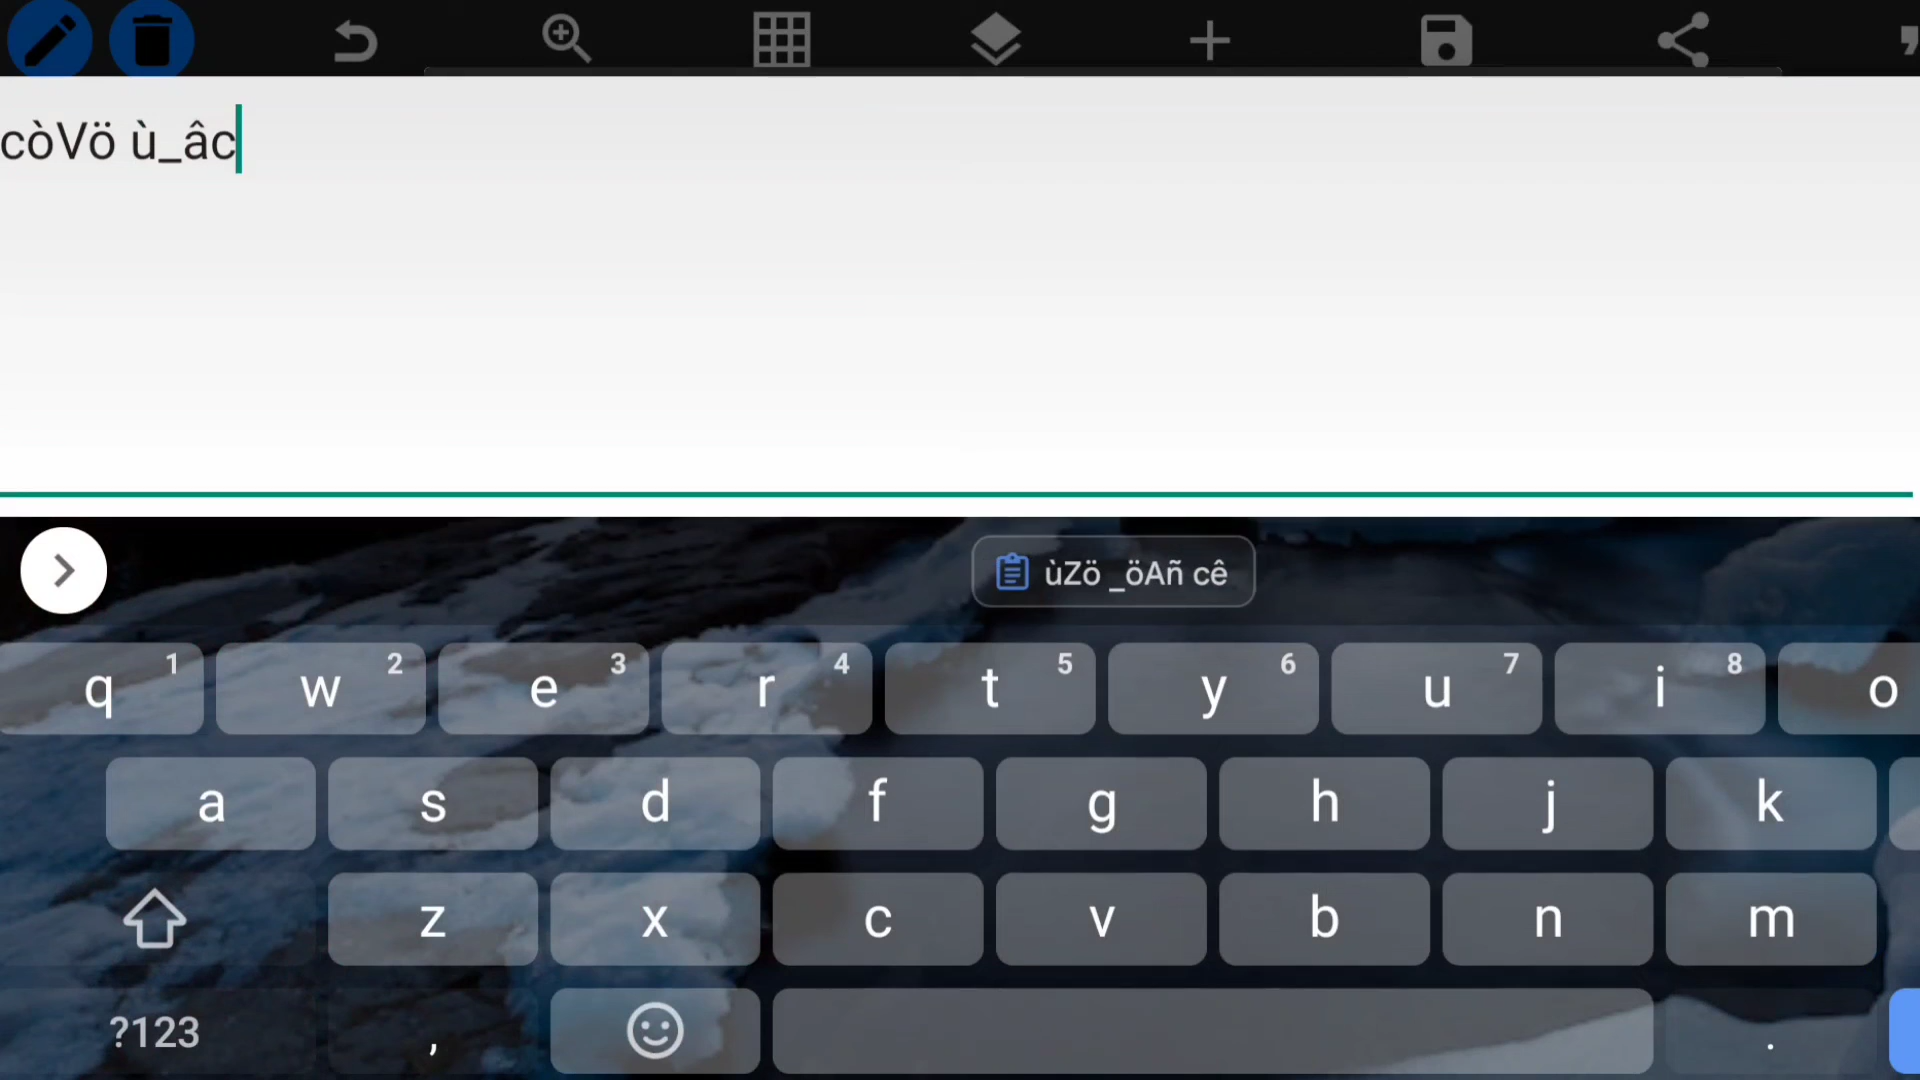 còVö ù_âc
ùZö _öAñ cê
q 1 w 2 e 3 r 4 t 5 y 6 u 7 i 8 o
a s d f g h j k
z x c v b n m
?123 , .